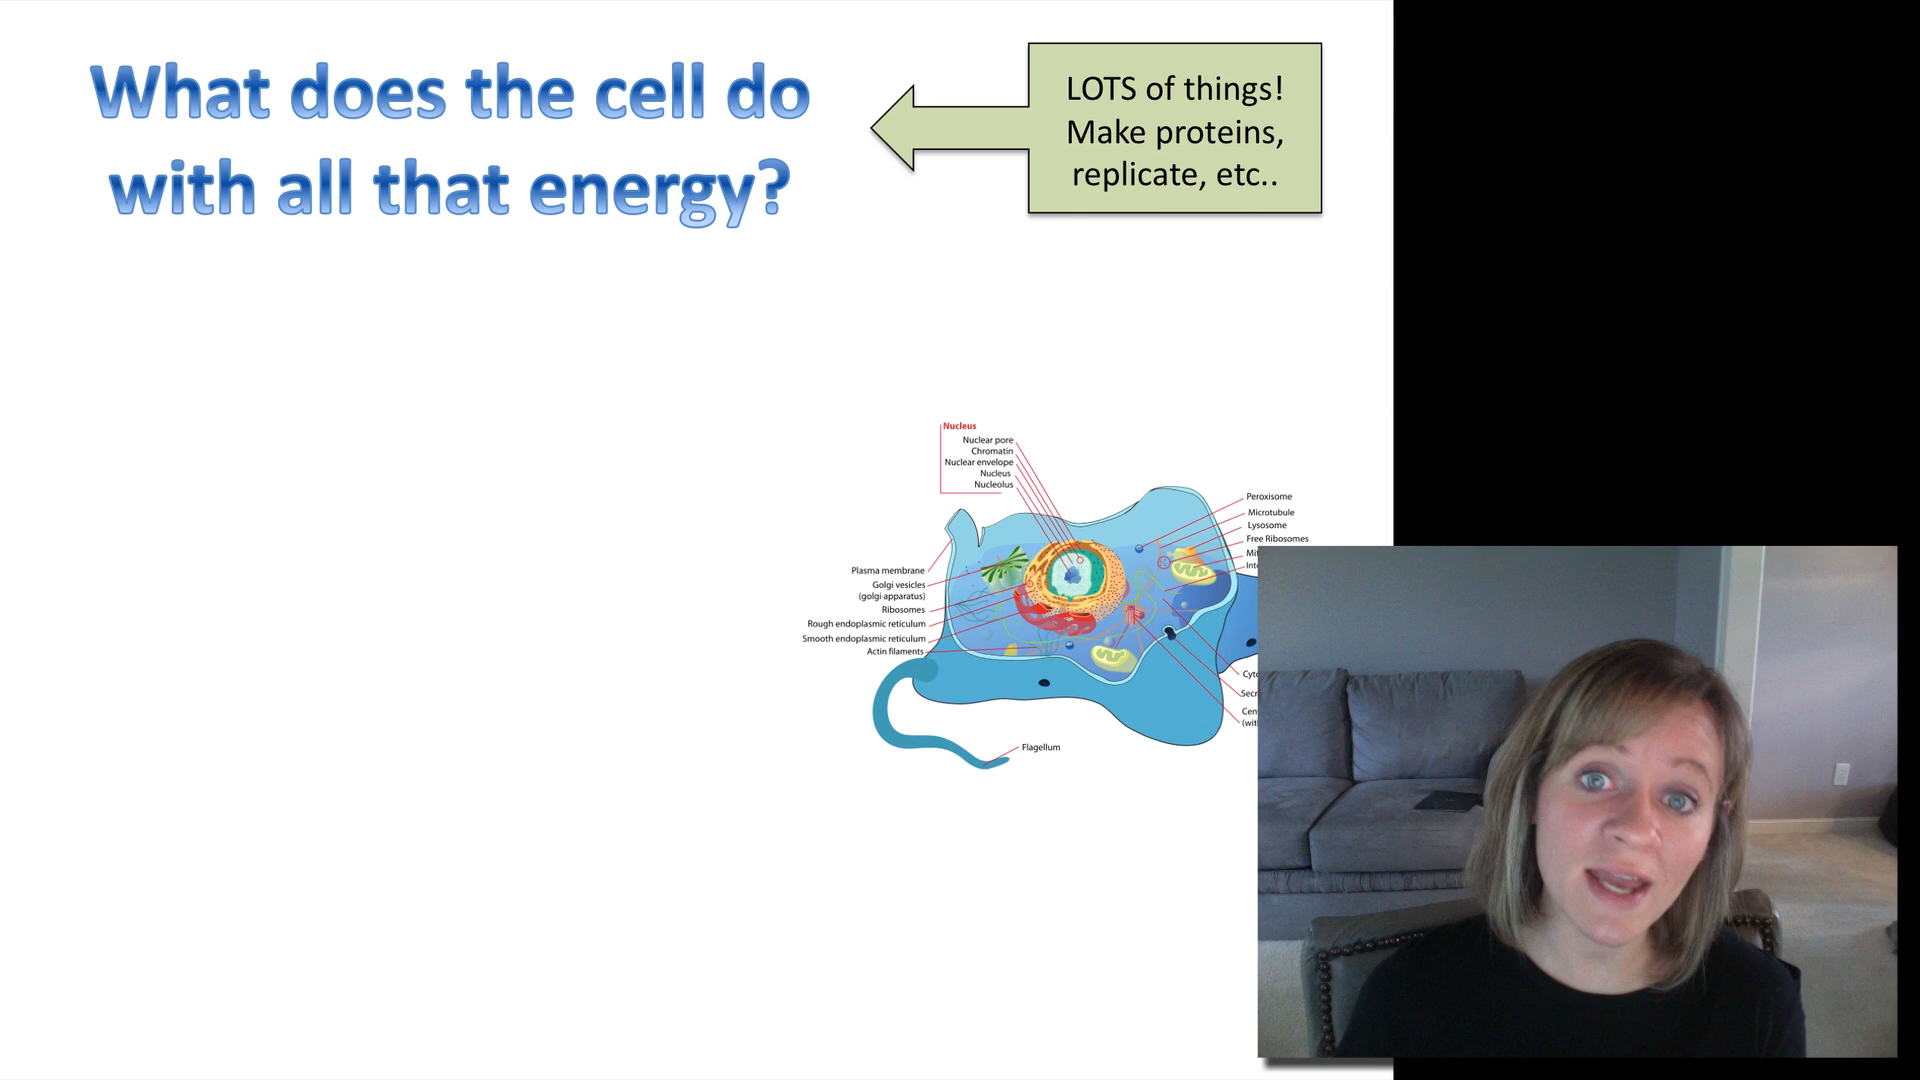 What does the cell do
with all that energy?
LOTS of things!
Make proteins,
replicate, etc..
Nucleus
Nuclear pore
Chromatin
Nuclear envelope
Nucleus
Nucleolus
Peroxisome
Microtubule
Lysosome
Free Ribosomes
Plasma membrane
Golgi vesicles
(golgi apparatus)
Ribosomes
Rough endoplasmic reticulum
Smooth endoplasmic reticulum
Actin filaments
Flagellum